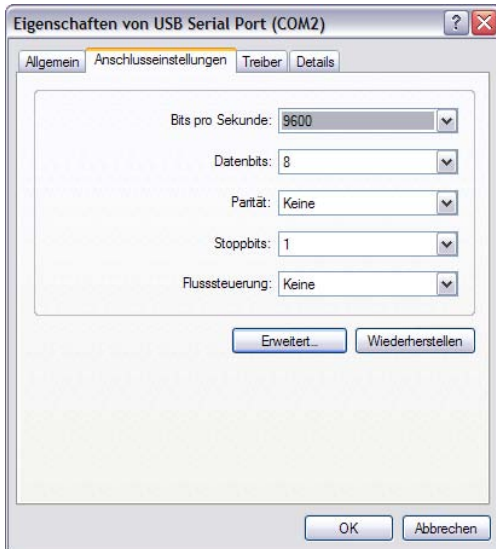 Eigenschaften von USB Serial Port (COM2)
Allgemein Anschlusseinstellungen Treiber Details
Bits pro Sekunde: 9600
Datenbits: 8
Parität: Keine
Stoppbits: 1
Flusssteuerung: Keine
Erweitert... Wiederherstellen
OK Abbrechen